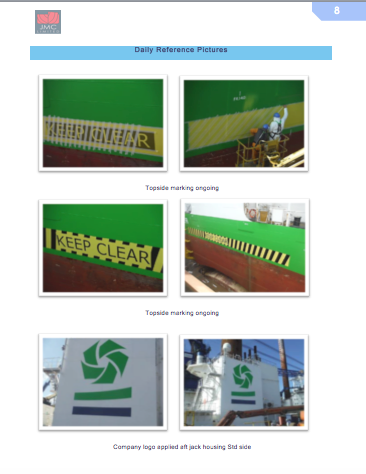 8
JMC
Daily Reference Pictures
KEEP CLEAR
Topside marking ongoing
KEEP CLEAR
Topside marking ongoing
Company logo applied aft jack housing Std side